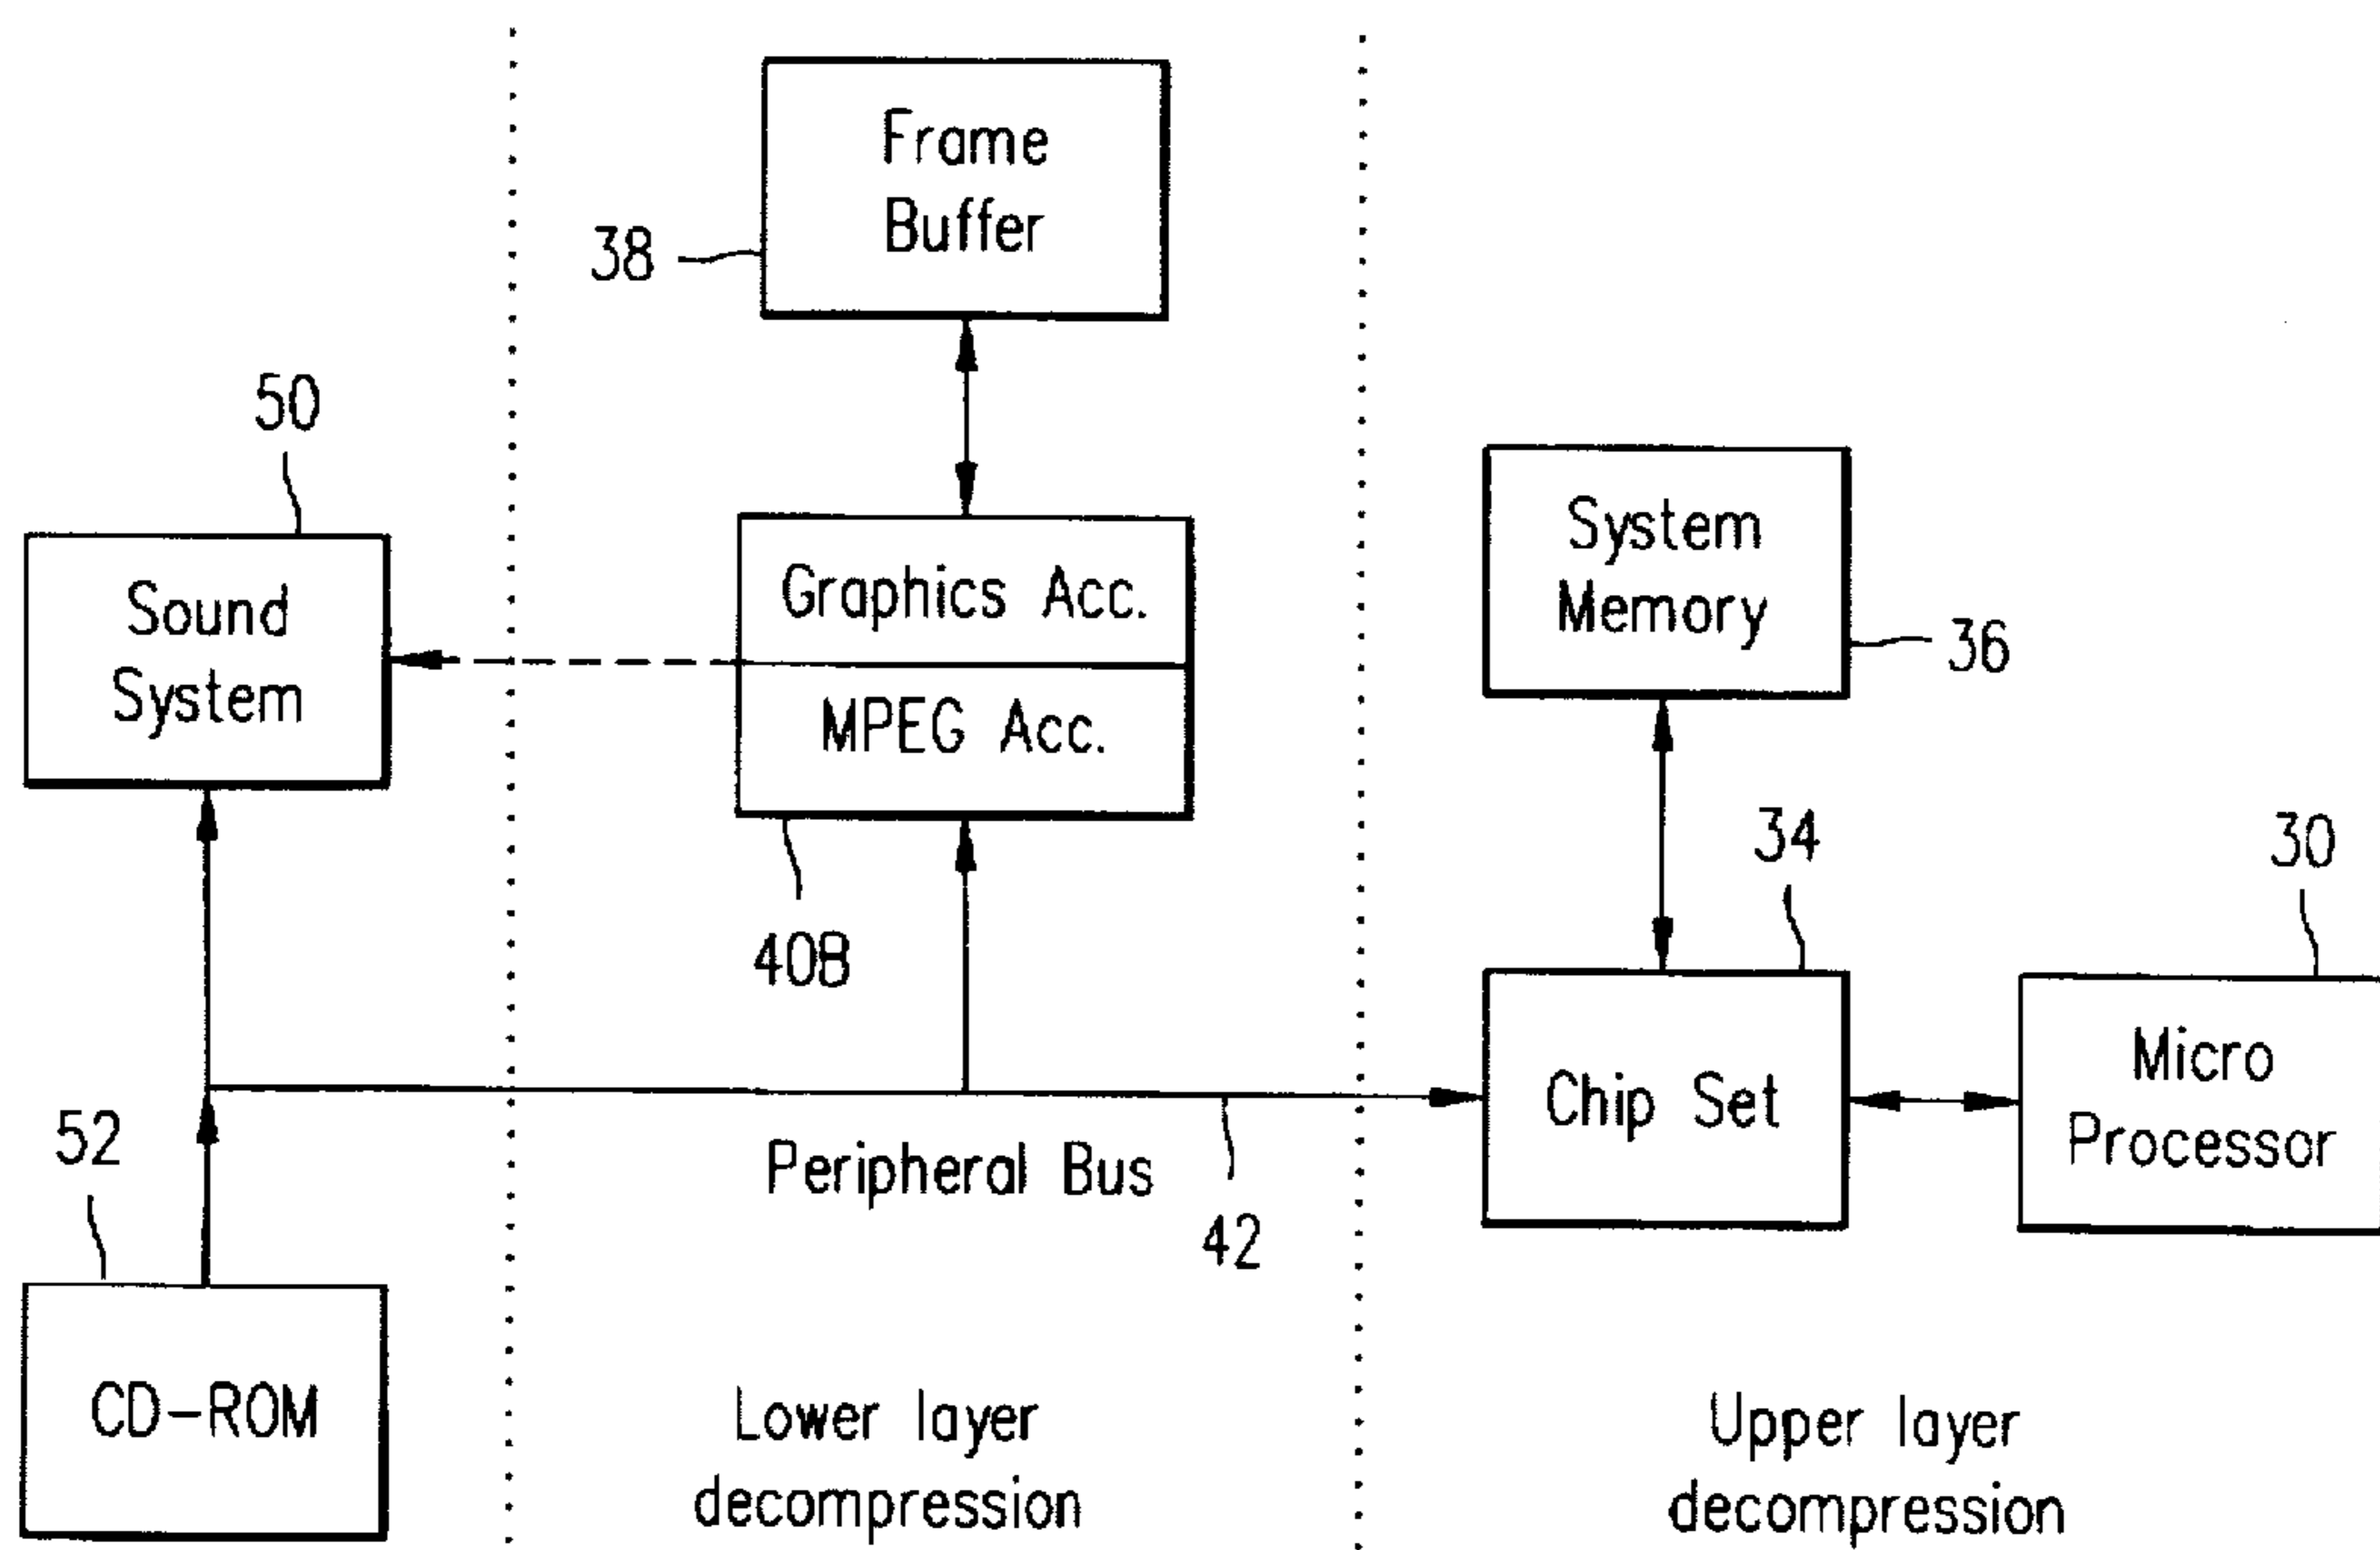 Frame
Buffer
38
50
Sound
System
Graphics Acc.
MPEG Acc.
40B
System
Memory
36
34
30
Chip Set
Micro
Processor
52
Peripheral Bus
42
CD-ROM
Lower layer
decompression
Upper layer
decompression